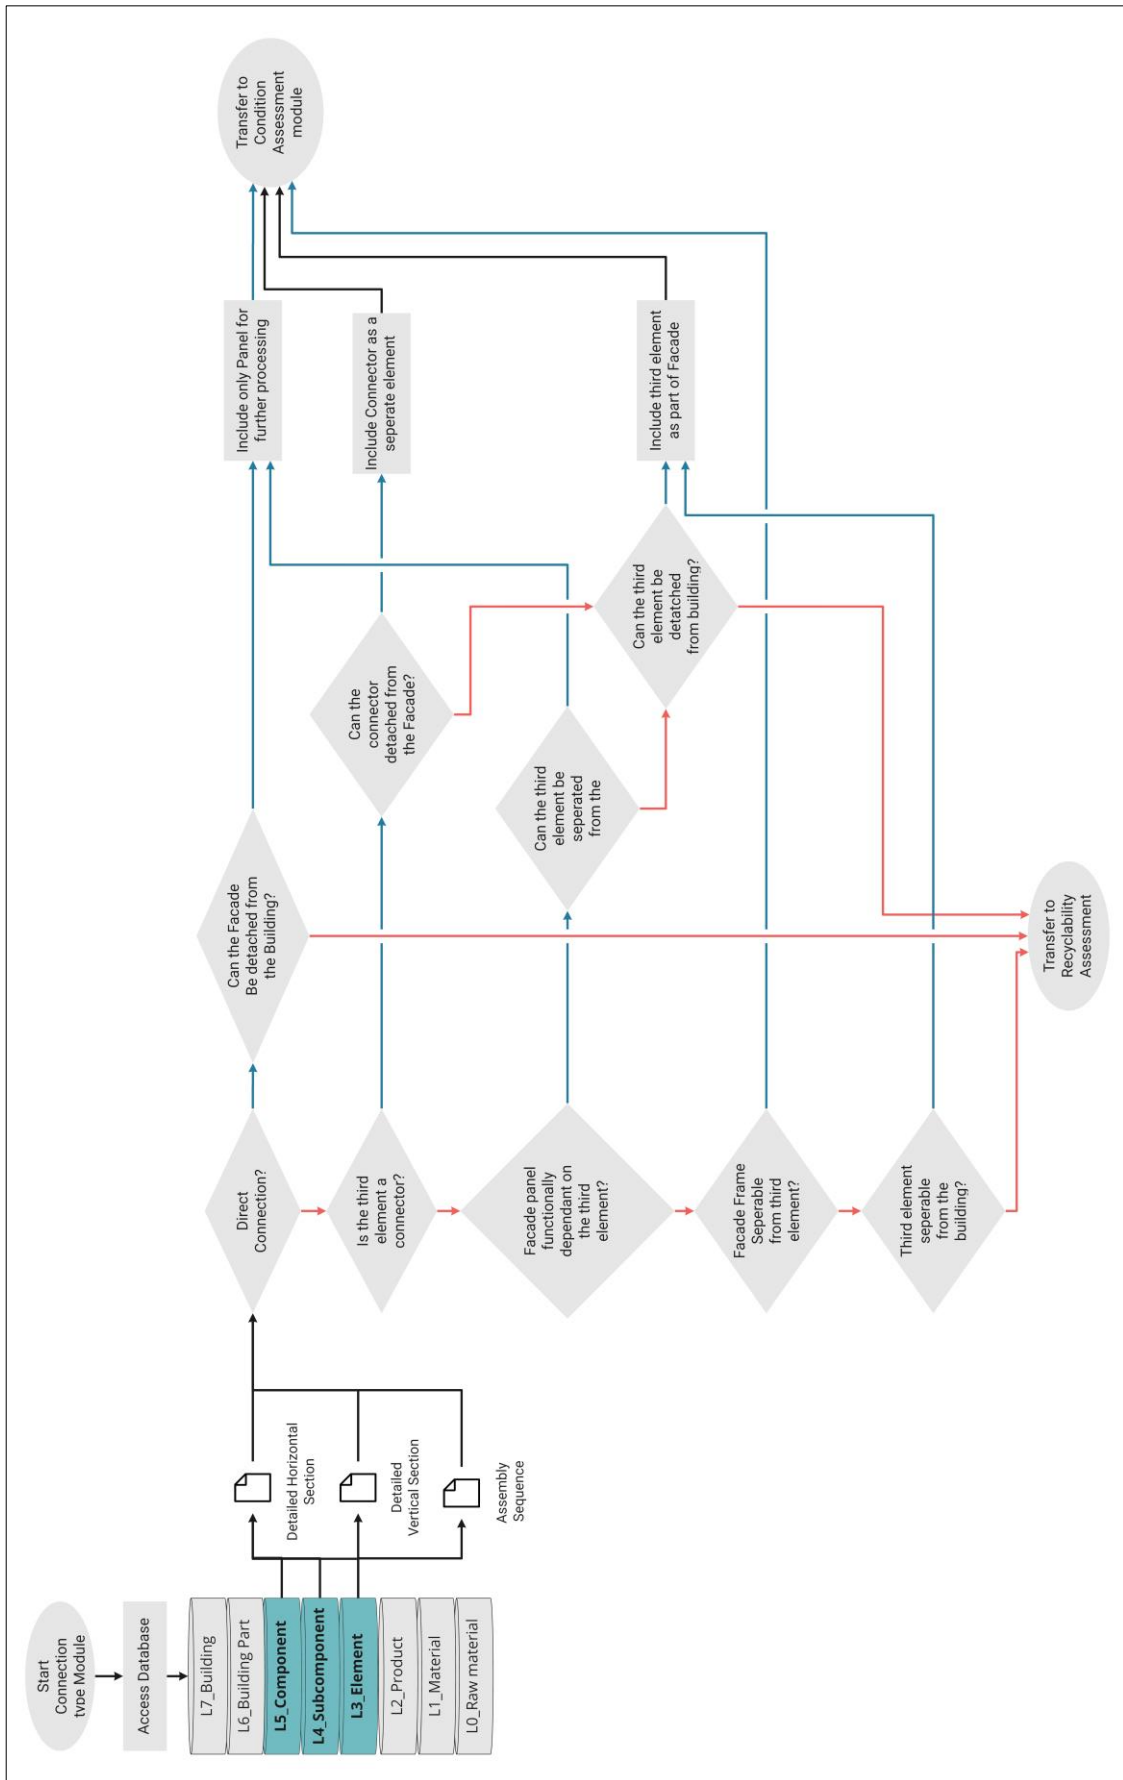 Start
Connection
type Module
Access Database
L7_Building
L6_Building Part
L5_Component
L4_Subcomponent
L3_Element
L2_Product
L1_Material
L0_Raw material
Detailed Horizontal
Section
Detailed
Vertical Section
Assembly
Sequence
Direct
Connection?
Is the third
element a
connector?
Facade panel
functionally
dependant on
the third
element?
Facade Frame
Seperable
from third
element?
Third element
seperable
from the
building?
Can the Facade
Be detached from
the Building?
Can the
connector
detached from
the Facade?
Can the third
element be
seperated
from the
Can the third
element be
detatched
from building?
Include only Panel for
further processing
Include Connector as a
seperate element
Include third element
as part of Facade
Transfer to
Condition
Assessment
module
Transfer to
Recyclability
Assessment